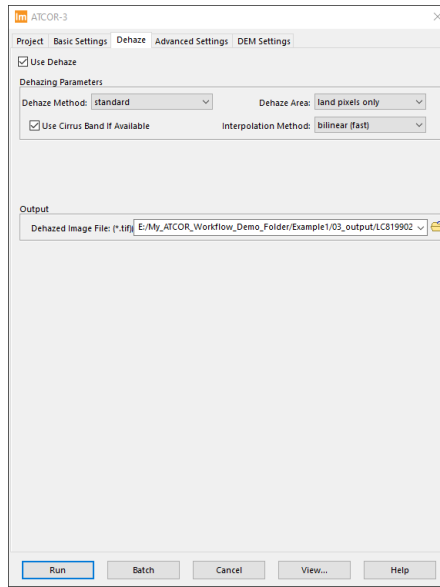 Im ATCOR-3
Project Basic Settings Dehaze Advanced Settings DEM Settings
Use Dehaze
Dehazing Parameters
Dehaze Method: standard Dehaze Area: land pixels only
Use Cirrus Band If Available Interpolation Method: bilinear (fast)
Output
Dehazed Image File: (*.tif) E:/My_ATCOR_Workflow_Demo_Folder/Example1/03_output/LC819902
Run Batch Cancel View... Help